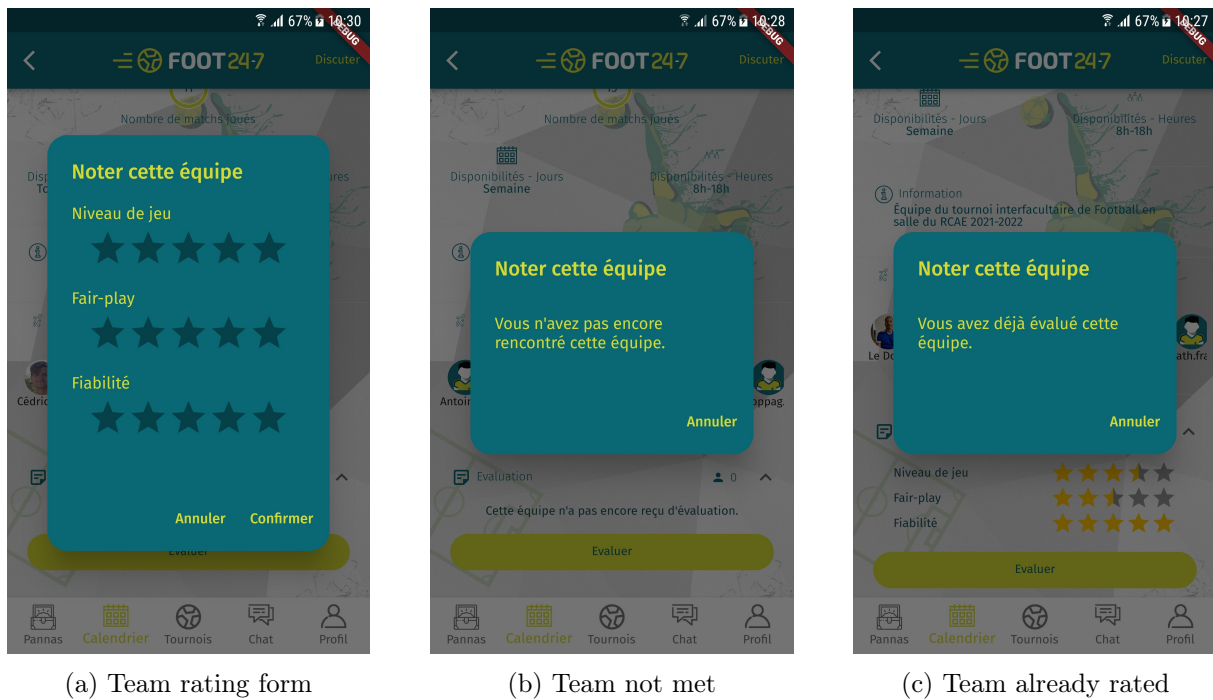 67% 10:30
DEBUG
FOOT24-7
Discuter
Nombre de matchs joués
Noter cette équipe
Niveau de jeu
Fair-play
Fiabilité
Cédric
Annuler Confirmer
Evaluer
Pannas Calendrier Tournois Chat Profil
(a) Team rating form
67% 10:28
DEBUG
FOOT24-7
Discuter
Nombre de matchs joués
Disponibilités - Jours
Semaine
Disponibilités - Heures
8h-18h
Noter cette équipe
Vous n'avez pas encore
rencontré cette équipe.
Annuler
Evaluation 0
Cette équipe n'a pas encore reçu d'évaluation.
Evaluer
Pannas Calendrier Tournois Chat Profil
(b) Team not met
67% 10:27
DEBUG
FOOT24-7
Discuter
Disponibilités - Jours
Semaine
Disponibilités - Heures
8h-18h
Information
Équipe du tournoi interfacultaire de Football en
salle du RCAE 2021-2022
Noter cette équipe
Vous avez déjà évalué cette
équipe.
Annuler
Niveau de jeu
Fair-play
Fiabilité
Evaluer
Pannas Calendrier Tournois Chat Profil
(c) Team already rated